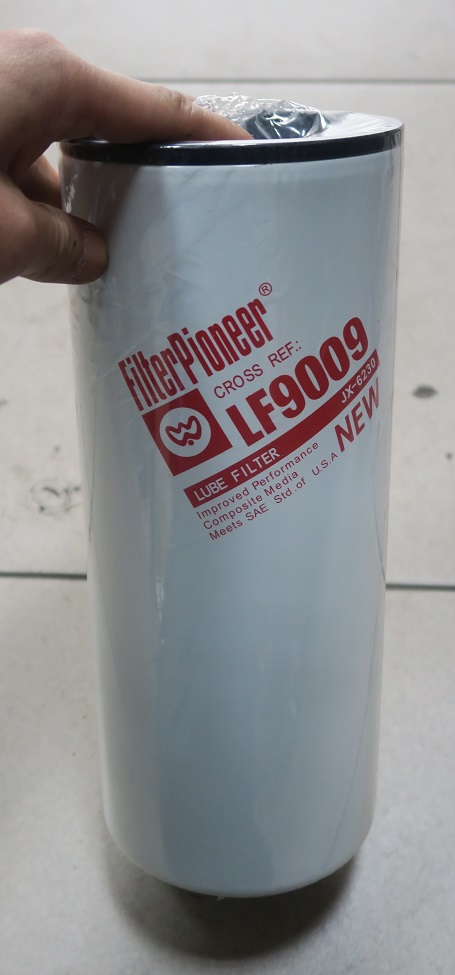 FilterPioneer®
CROSS REF.:
LF9009
JX-6230
LUBE FILTER
NEW
Improved Performance
Composite Media
Meets SAE Std.of U.S.A